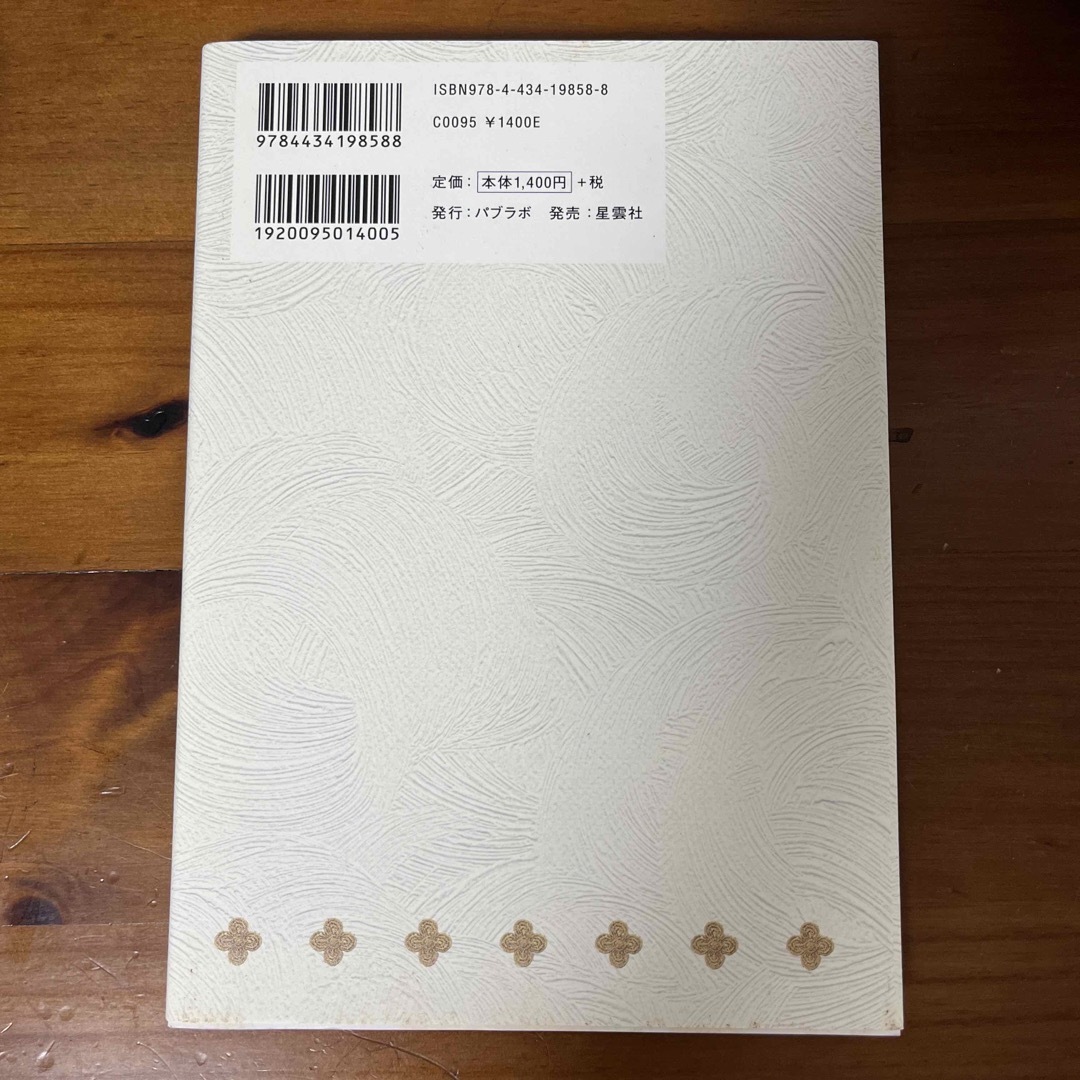 ISBN978-4-434-19858-8
C0095 ¥1400E
9784434198588
定価：本体1,400円+税
発行：パブラボ　発売：星雲社
1920095014005